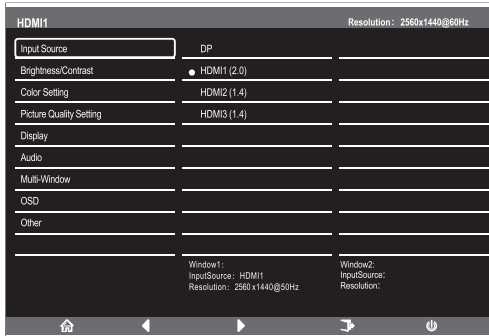 HDMI1 Resolution: 2560x1440@60Hz
Input Source DP
Brightness/Contrast HDMI1 (2.0)
Color Setting HDMI2 (1.4)
Picture Quality Setting HDMI3 (1.4)
Display
Audio
Multi-Window
OSD
Other
Window1: Window2:
InputSource: HDMI1 InputSource:
Resolution: 2560x1440@50Hz Resolution: